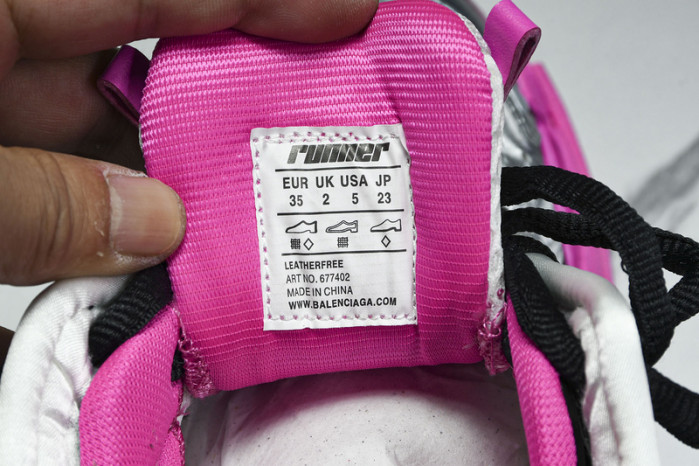 runner
EUR UK USA JP
35 2 5 23
LEATHERFREE
ART NO. 677402
MADE IN CHINA
WWW.BALENCIAGA.COM